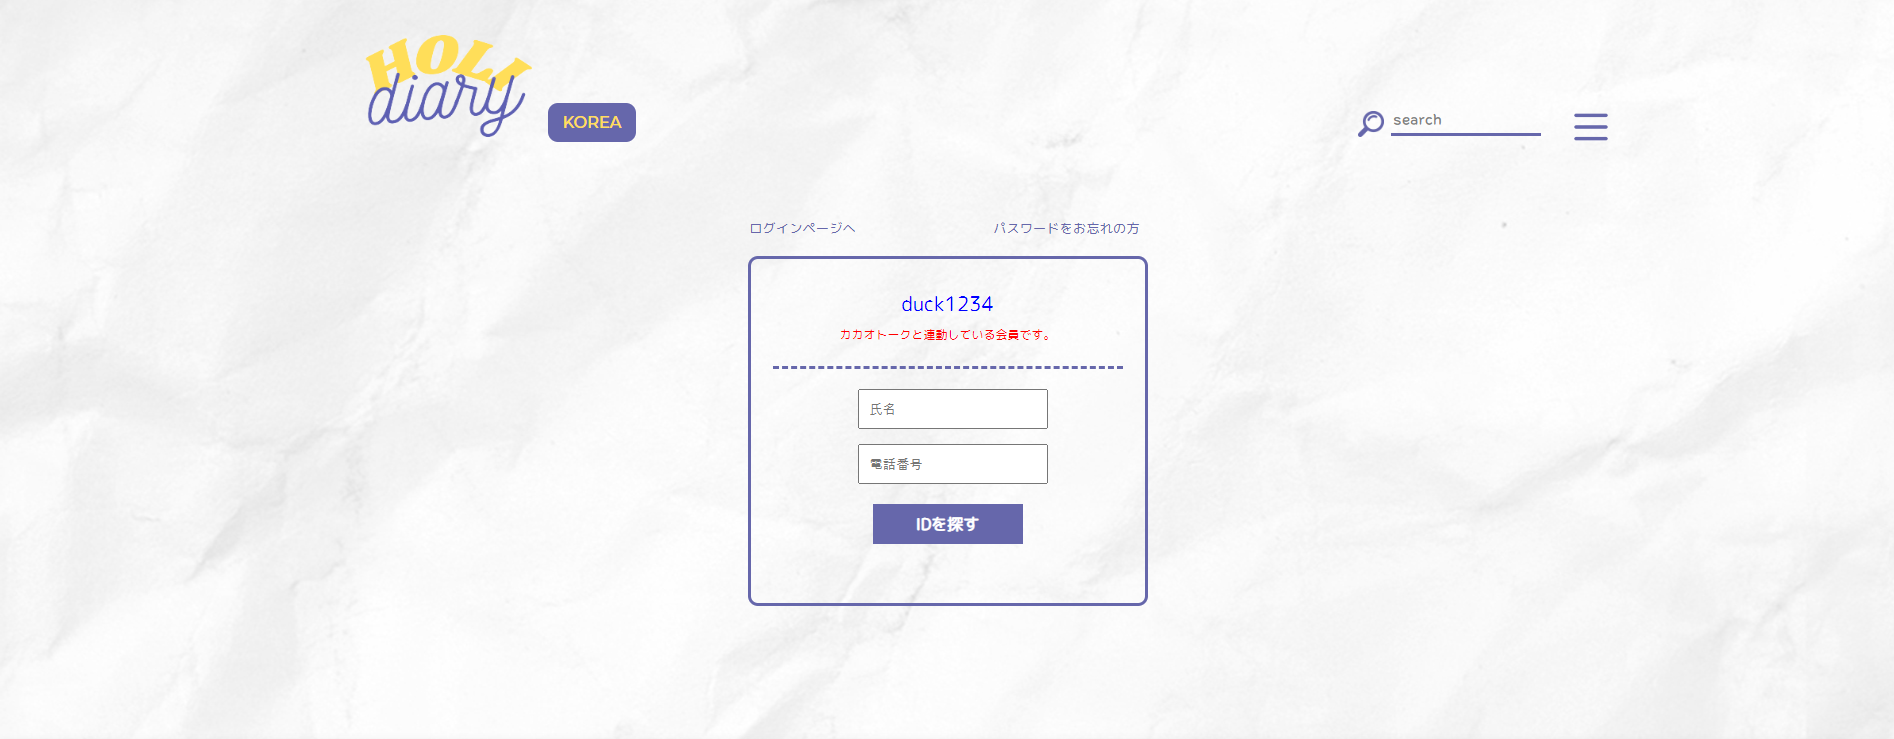 HOLI
diary
KOREA
search
ログインページへ
パスワードをお忘れの方
duck1234
カカオトークと連動している会員です。
氏名
電話番号
IDを探す